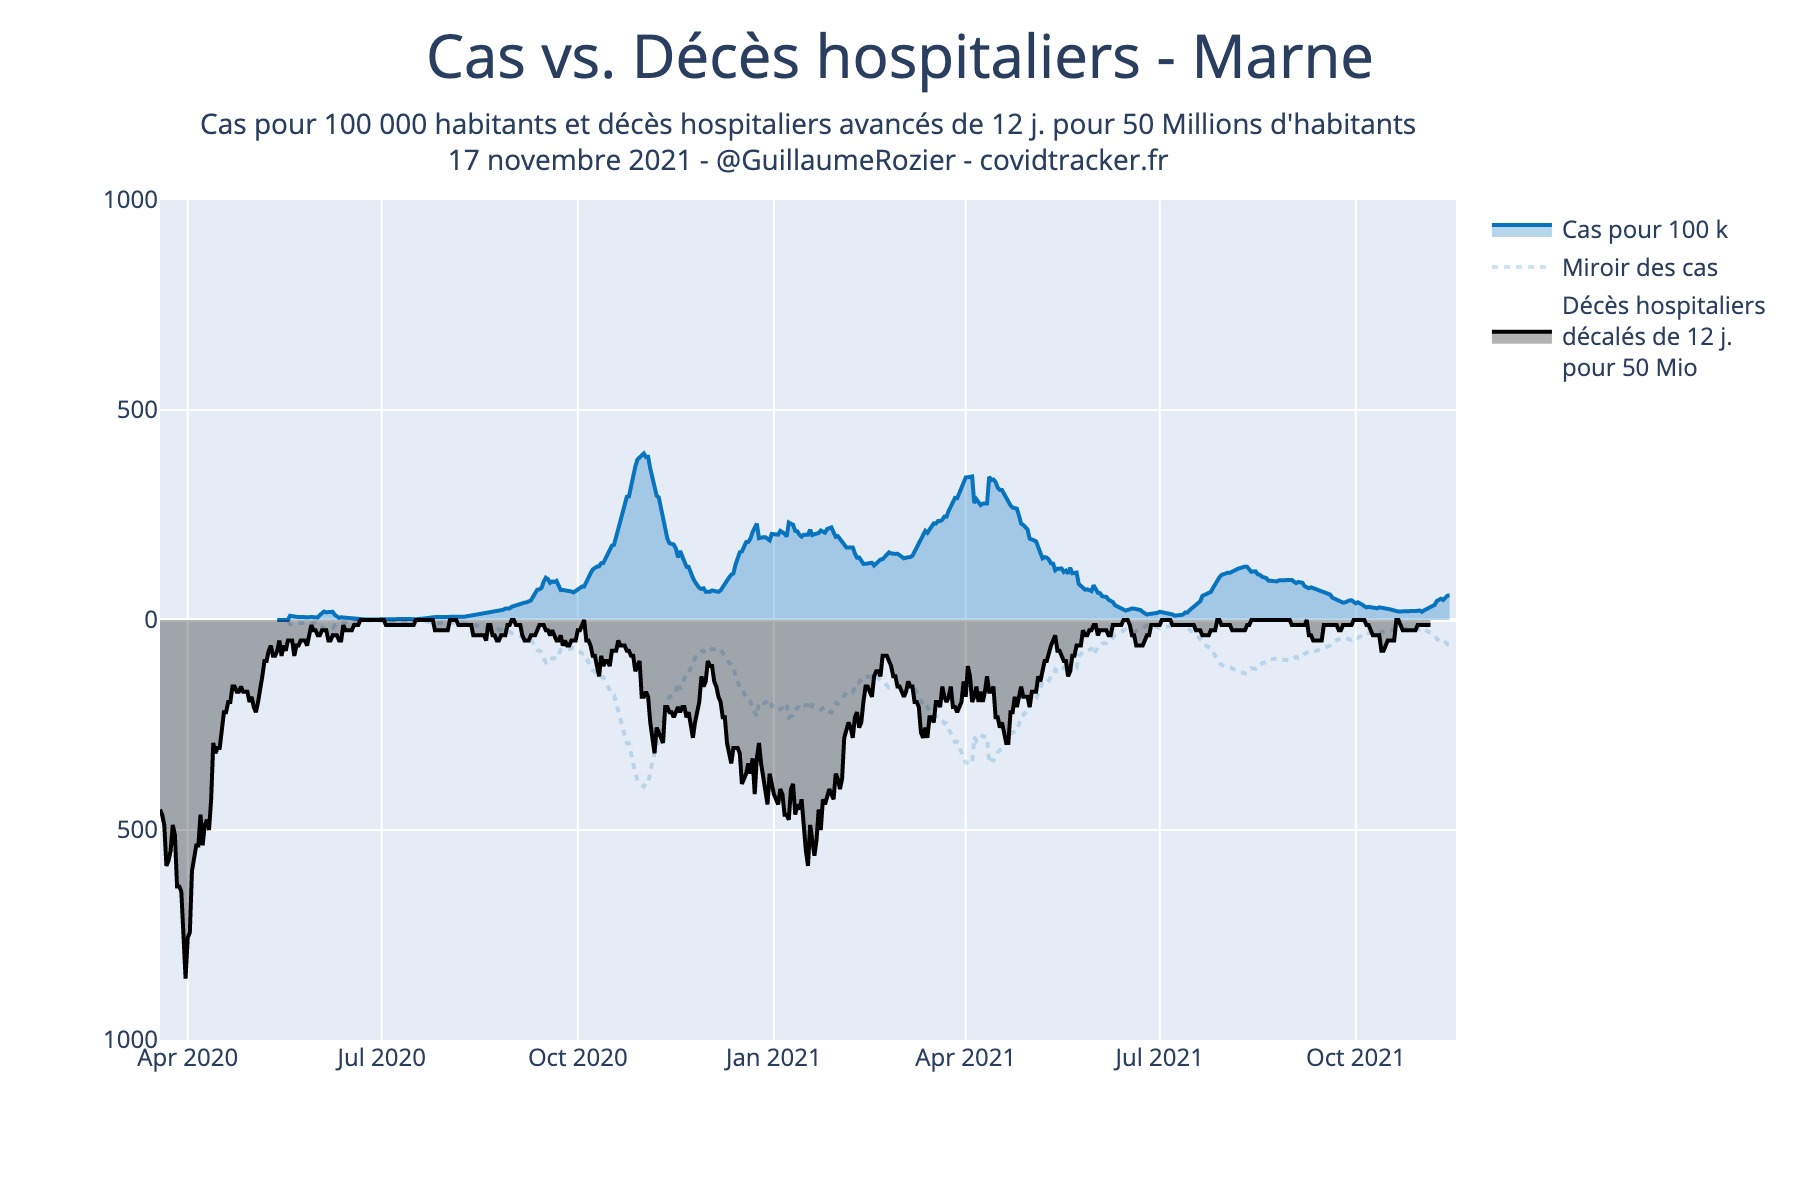 Cas vs. Décès hospitaliers - Marne
Cas pour 100 000 habitants et décès hospitaliers avancés de 12 j. pour 50 Millions d'habitants
17 novembre 2021 - @GuillaumeRozier - covidtracker.fr
1000
500
0
500
1000
Apr 2020
Jul 2020
Oct 2020
Jan 2021
Apr 2021
Jul 2021
Oct 2021
Cas pour 100 k
Miroir des cas
Décès hospitaliers
décalés de 12 j.
pour 50 Mio